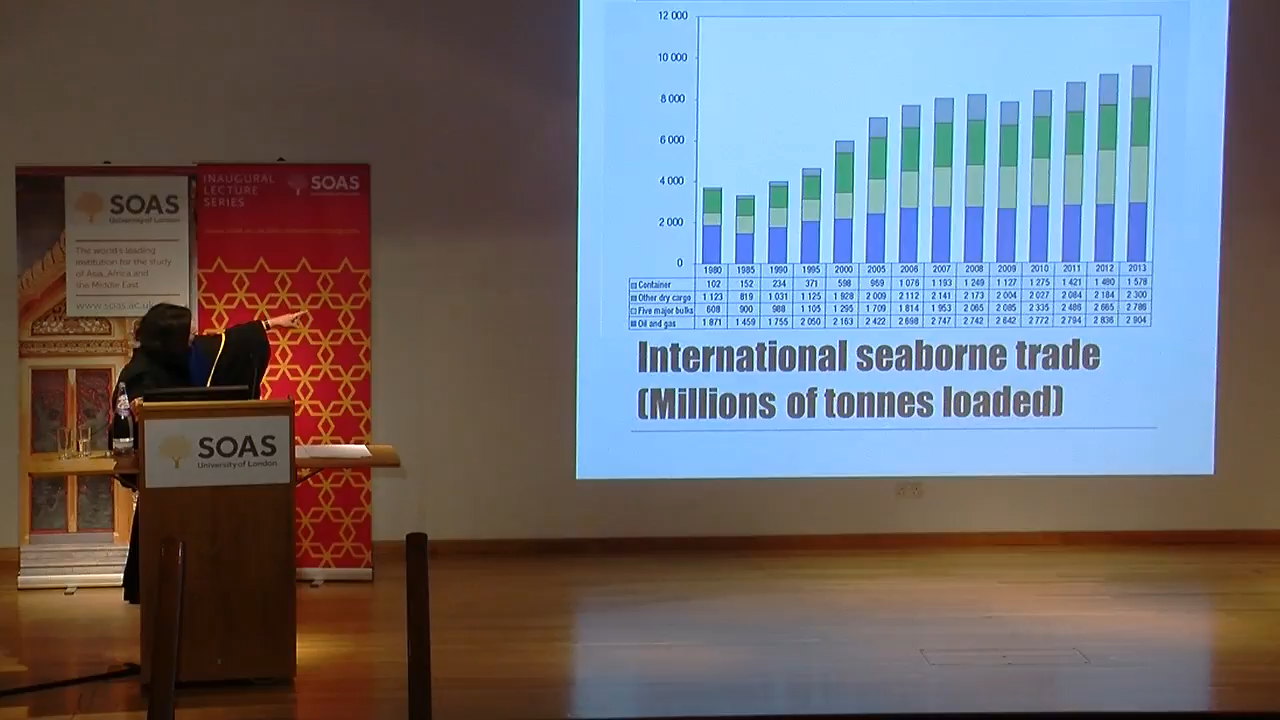 SOAS
University of London
The world's leading
institution for the study
of Asia, Africa and
the Middle East
www.soas.ac.uk
INAUGURAL
LECTURE
SERIES
SOAS
SOAS
University of London
12 000
10 000
8 000
6 000
4 000
2 000
0
1980 1985 1990 1995 2000 2005 2006 2007 2008 2009 2010 2011 2012 2013
Container 102 152 234 371 598 969 1 076 1 193 1 249 1 127 1 275 1 421 1 480 1 578
Other dry cargo 1 123 819 1 031 1 125 1 928 2 009 2 112 2 141 2 173 2 004 2 027 2 084 2 184 2 300
Five major bulks 608 900 988 1 105 1 295 1 709 1 814 1 953 2 065 2 085 2 335 2 486 2 665 2 786
Oil and gas 1 871 1 459 1 755 2 050 2 163 2 422 2 698 2 747 2 742 2 642 2 772 2 794 2 836 2 904
International seaborne trade
(Millions of tonnes loaded)